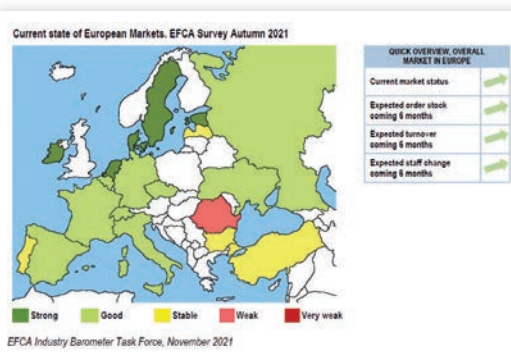 Current state of European Markets. EFCA Survey Autumn 2021
QUICK OVERVIEW, OVERALL
MARKET IN EUROPE
Current market status
Expected order stock
coming 6 months
Expected turnover
coming 6 months
Expected staff change
coming 6 months
Strong
Good
Stable
Weak
Very weak
EFCA Industry Barometer Task Force, November 2021